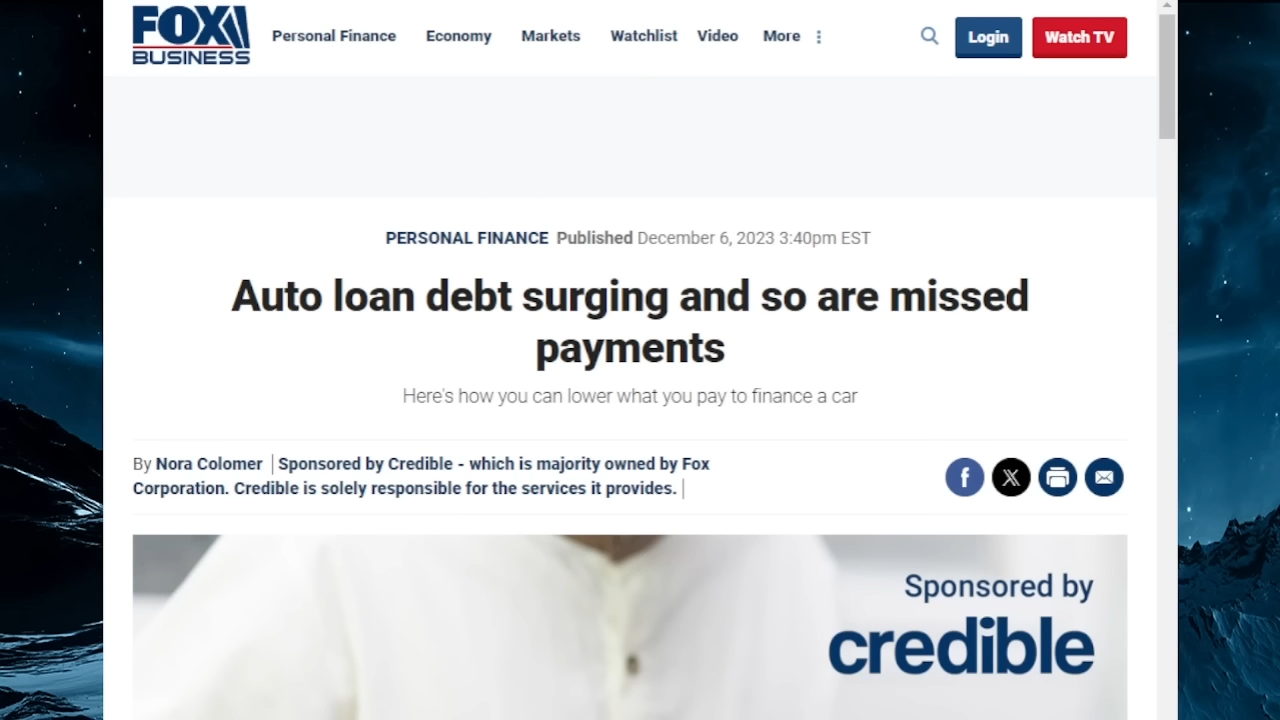 FOX
BUSINESS
Personal Finance Economy Markets Watchlist Video More Login Watch TV
PERSONAL FINANCE Published December 6, 2023 3:40pm EST
Auto loan debt surging and so are missed
payments
Here's how you can lower what you pay to finance a car
By Nora Colomer | Sponsored by Credible - which is majority owned by Fox
Corporation. Credible is solely responsible for the services it provides. |
Sponsored by
credible